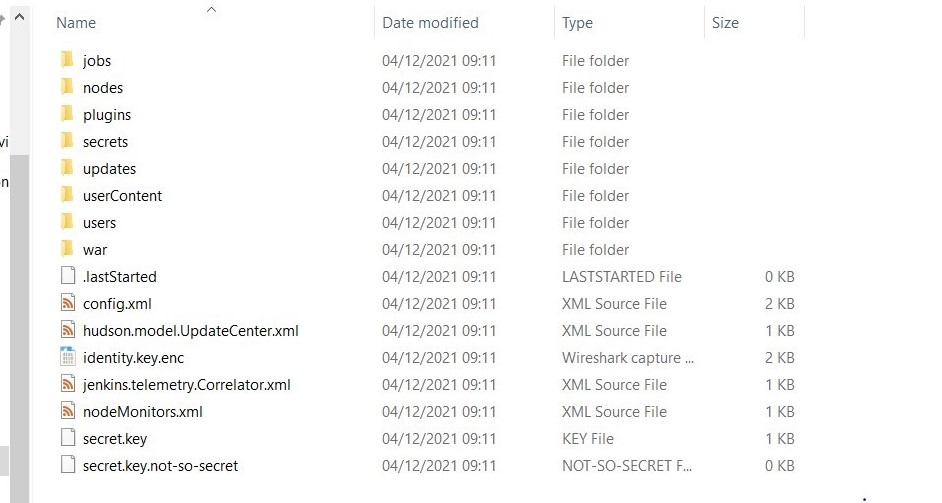 Name Date modified Type Size
jobs 04/12/2021 09:11 File folder
nodes 04/12/2021 09:11 File folder
plugins 04/12/2021 09:11 File folder
vi secrets 04/12/2021 09:11 File folder
updates 04/12/2021 09:11 File folder
on userContent 04/12/2021 09:11 File folder
users 04/12/2021 09:11 File folder
war 04/12/2021 09:11 File folder
.lastStarted 04/12/2021 09:11 LASTSTARTED File 0 KB
config.xml 04/12/2021 09:11 XML Source File 2 KB
hudson.model.UpdateCenter.xml 04/12/2021 09:11 XML Source File 1 KB
identity.key.enc 04/12/2021 09:11 Wireshark capture ... 2 KB
jenkins.telemetry.Correlator.xml 04/12/2021 09:11 XML Source File 1 KB
nodeMonitors.xml 04/12/2021 09:11 XML Source File 1 KB
secret.key 04/12/2021 09:11 KEY File 1 KB
secret.key.not-so-secret 04/12/2021 09:11 NOT-SO-SECRET F... 0 KB